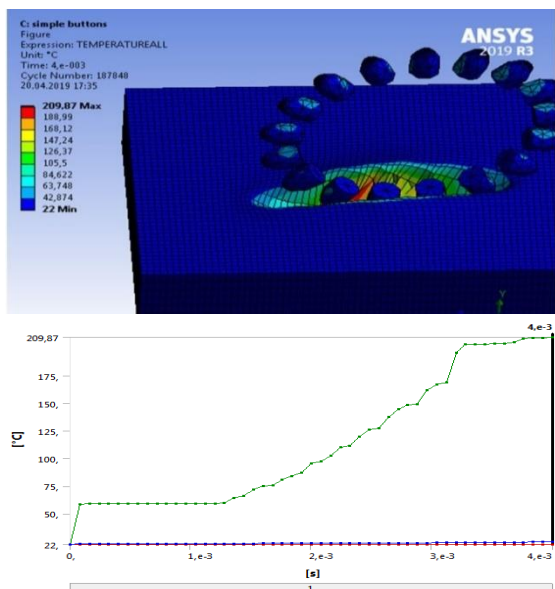 C: simple buttons
Figure
Expression: TEMPERATUREALL
Unit: °C
Time: 4,e-003
Cycle Number: 187848
20.04.2019 17:35
209,87 Max
188,99
168,12
147,24
126,37
105,5
84,622
63,748
42,874
22 Min
ANSYS
2019 R3
Y
4,e-3
209,87
175,
150,
125,
100,
75,
50,
22,
[°C]
0,
1,e-3
2,e-3
3,e-3
4,e-3
[s]
1